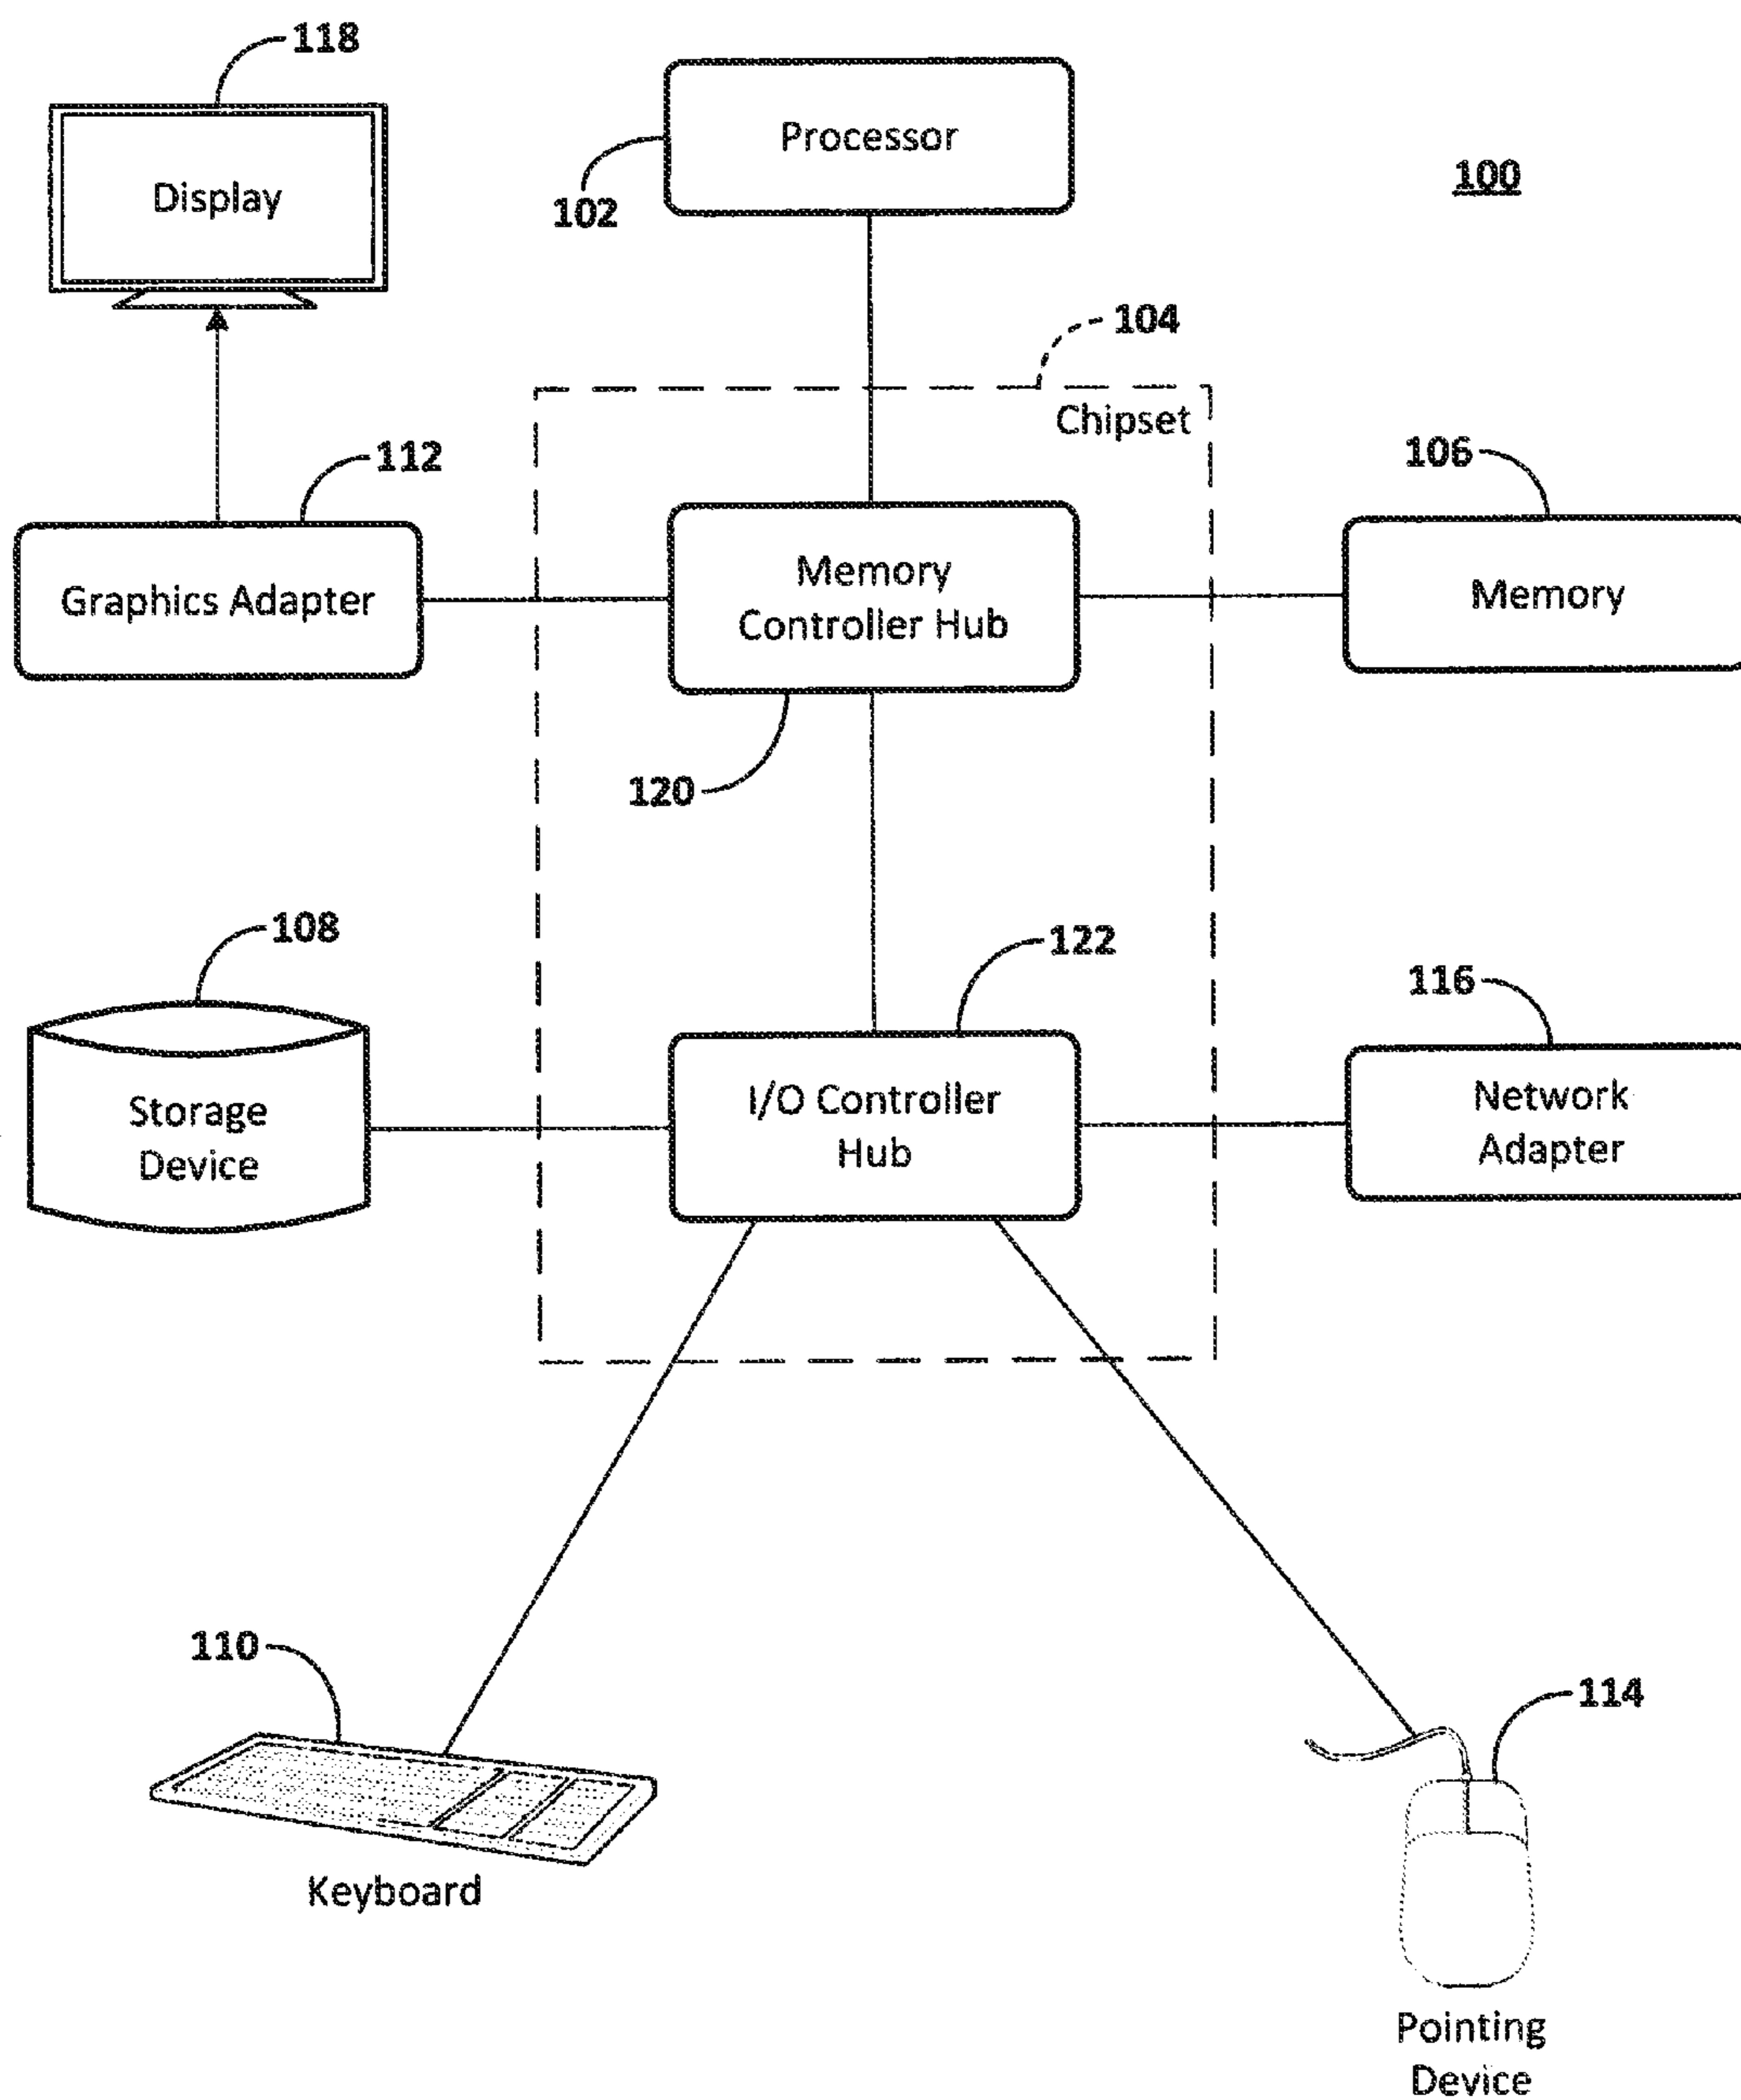 118
Display
Processor
102
100
104
Chipset
112
Graphics Adapter
Memory
Controller Hub
120
106
Memory
108
Storage
Device
122
I/O Controller
Hub
116
Network
Adapter
110
Keyboard
114
Pointing
Device